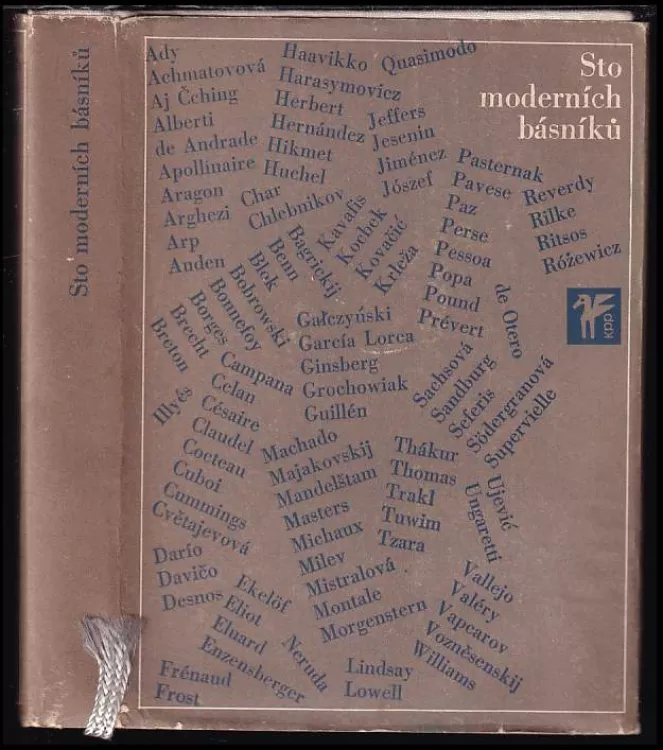 Sto moderních básníků
Sto
moderních
básníků
Ady
Achmatovová
Aj Čching
Alberti
de Andrade
Apollinaire
Aragon
Arghezi
Arp
Auden
Haavikko
Harasymovicz
Herbert
Hernández
Hikmet
Huchel
Char
Chlebnikov
Quasimodo
Jeffers
Jesenin
Jiménez
József
Kavafis
Kocbek
Kovačić
Krleža
Pasternak
Pavese
Paz
Perse
Pessoa
Popa
Pound
Prévert
Reverdy
Rilke
Ritsos
Różewicz
de Otero
kpp
Bagrickij
Benn
Blok
Bobrowski
Bonnefoy
Borges
Brecht
Breton
Gałczyński
García Lorca
Ginsberg
Grochowiak
Guillén
Sachsová
Sandburg
Seferis
Södergranová
Supervielle
Illyés
Campana
Celan
Césaire
Claudel
Cocteau
Cuboi
Cummings
Cvětajevová
Machado
Majakovskij
Mandelštam
Masters
Michaux
Milev
Mistralová
Montale
Morgenstern
Thákur
Thomas
Trakl
Tuwim
Tzara
Ujević
Ungaretti
Darío
Davičo
Desnos
Ekelöf
Eliot
Eluard
Enzensberger
Neruda
Vallejo
Valéry
Vapcarov
Vozněsenskij
Williams
Frénaud
Frost
Lindsay
Lowell